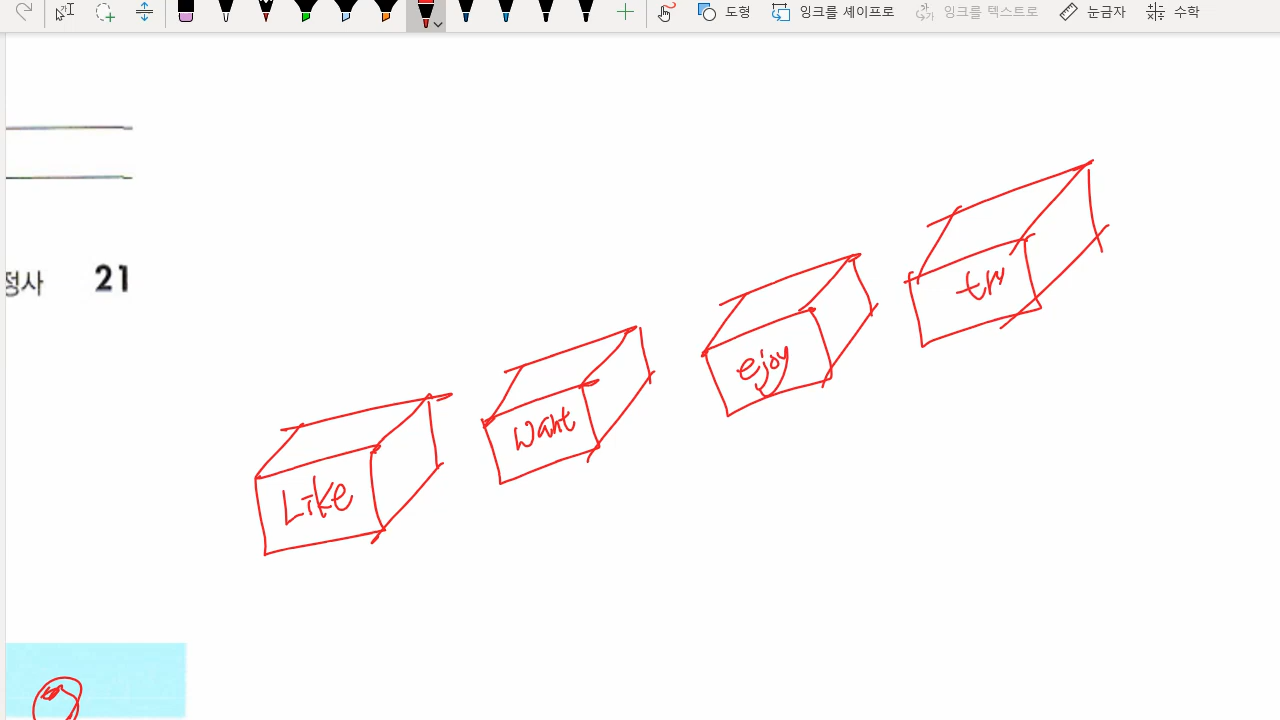 도형
잉크를 셰이프로
잉크를 텍스트로
눈금자
수학
정사 21
Like
Want
ejoy
try